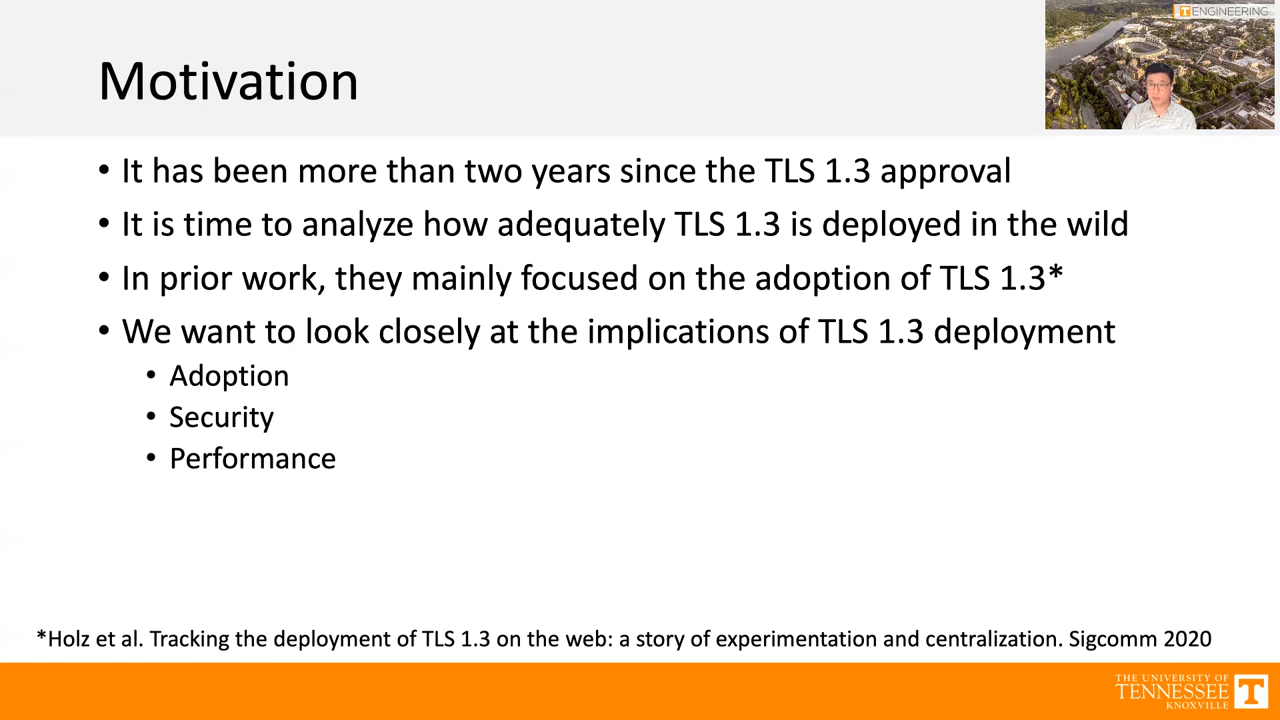 T ENGINEERING
Motivation
• It has been more than two years since the TLS 1.3 approval
• It is time to analyze how adequately TLS 1.3 is deployed in the wild
• In prior work, they mainly focused on the adoption of TLS 1.3*
• We want to look closely at the implications of TLS 1.3 deployment
• Adoption
• Security
• Performance
*Holz et al. Tracking the deployment of TLS 1.3 on the web: a story of experimentation and centralization. Sigcomm 2020
THE UNIVERSITY OF
TENNESSEE
KNOXVILLE
T